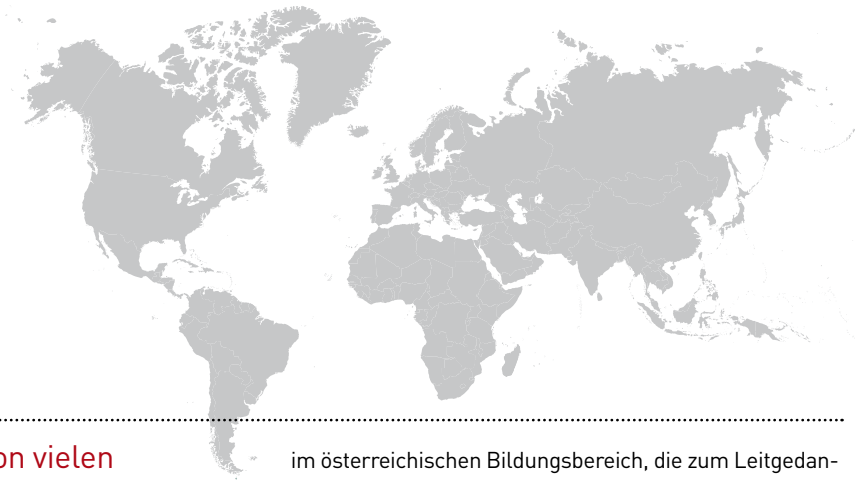 on vielen
im österreichischen Bildungsbereich, die zum Leitgedan-